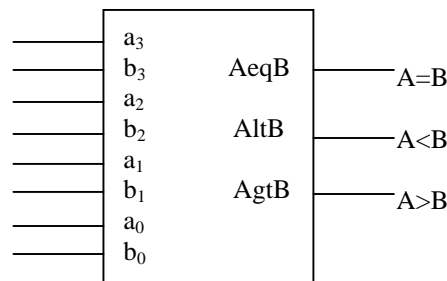 a₃
b₃ AeqB A=B
a₂
b₂ AltB A<B
a₁
b₁ AgtB A>B
a₀
b₀